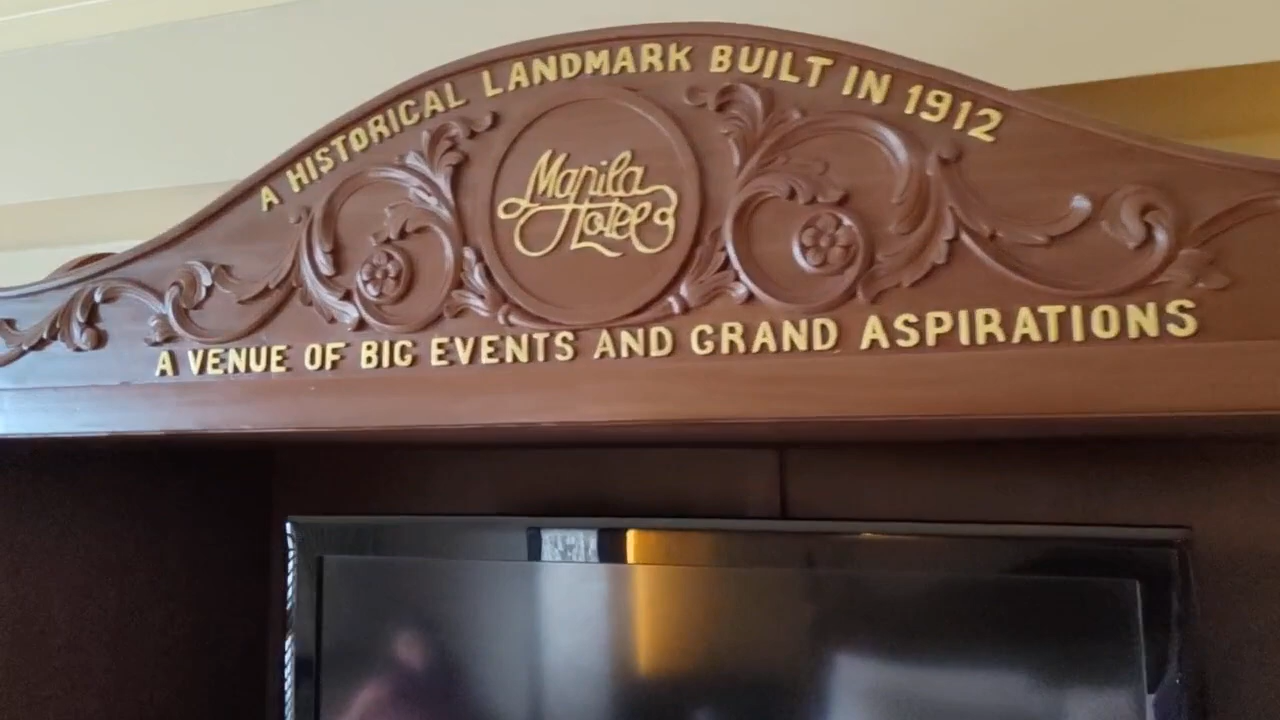 A HISTORICAL LANDMARK BUILT IN 1912
Manila
Hotel
A VENUE OF BIG EVENTS AND GRAND ASPIRATIONS